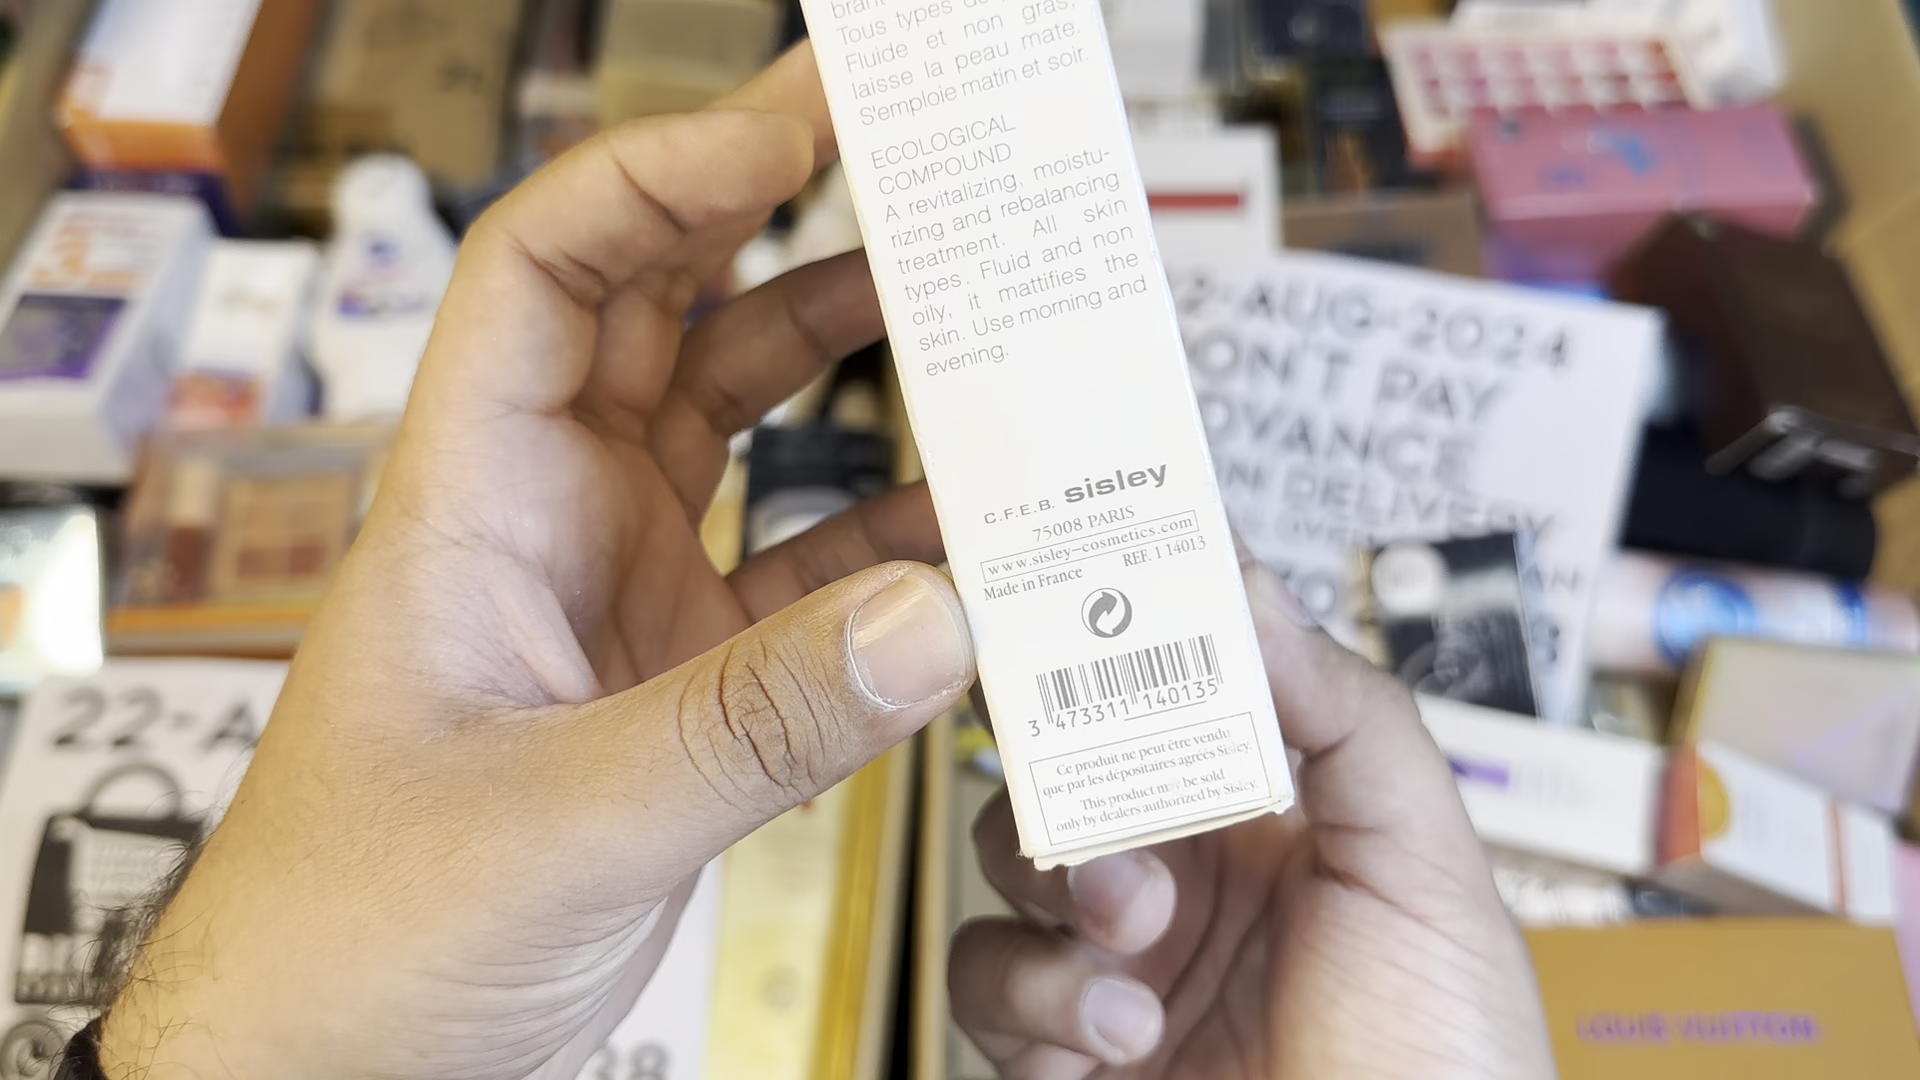 Tous types de
Fluide et non gras,
laisse la peau mate.
S'emploie matin et soir.
ECOLOGICAL
COMPOUND
A revitalizing, moistu-
rizing and rebalancing
treatment. All skin
types. Fluid and non
oily, it mattifies the
skin. Use morning and
evening.
C.F.E.B. sisley
75008 PARIS
www.sisley-cosmetics.com
Made in France REF. 1 14013
3 473311 140135
Ce produit ne peut être vendu
que par les dépositaires agréés Sisley.
This product may be sold
only by dealers authorized by Sisley.
2-AUG-2024
ON'T PAY
DVANCE
DELIVERY
22-A
LOUIS VUITTON
38